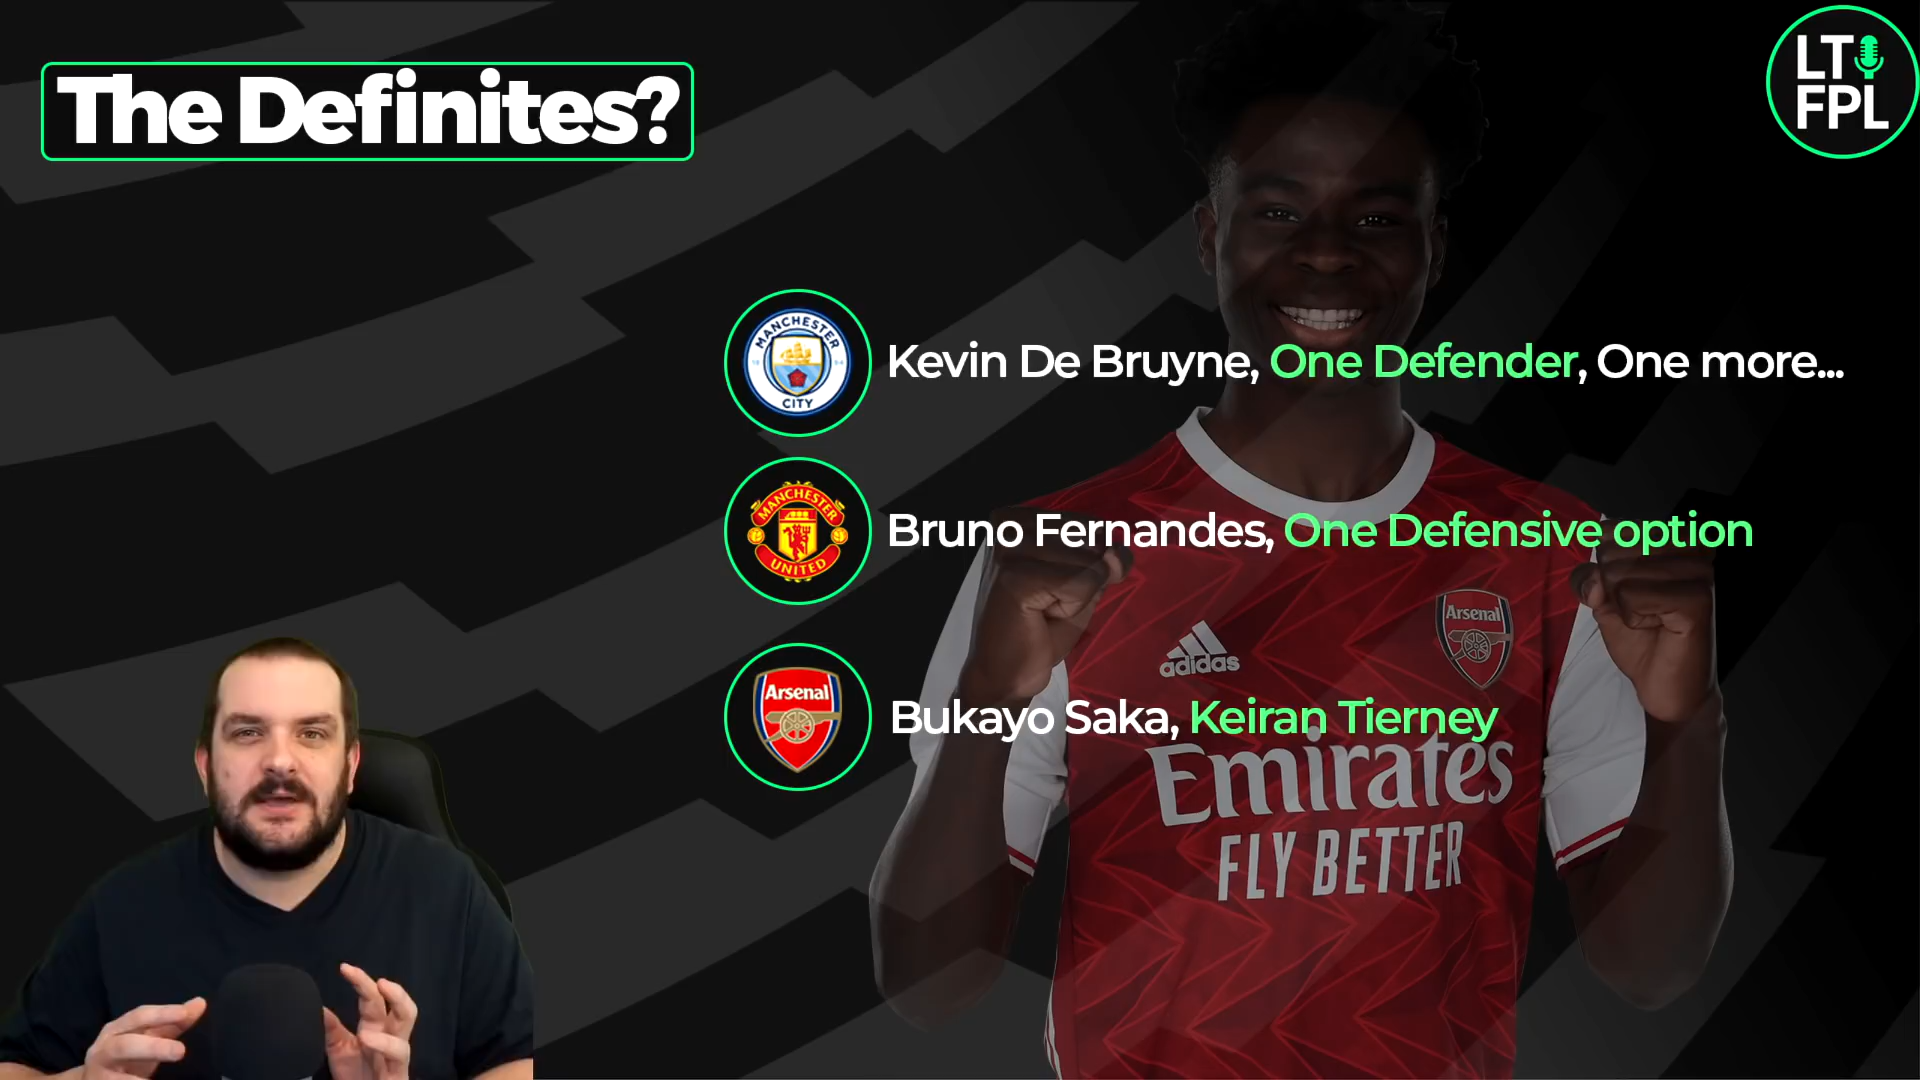 The Definites?
LT
FPL
MANCHESTER
CITY
Kevin De Bruyne, One Defender, One more...
MANCHESTER
UNITED
Bruno Fernandes, One Defensive option
Arsenal
adidas
Arsenal
Bukayo Saka, Keiran Tierney
Emirates
FLY BETTER